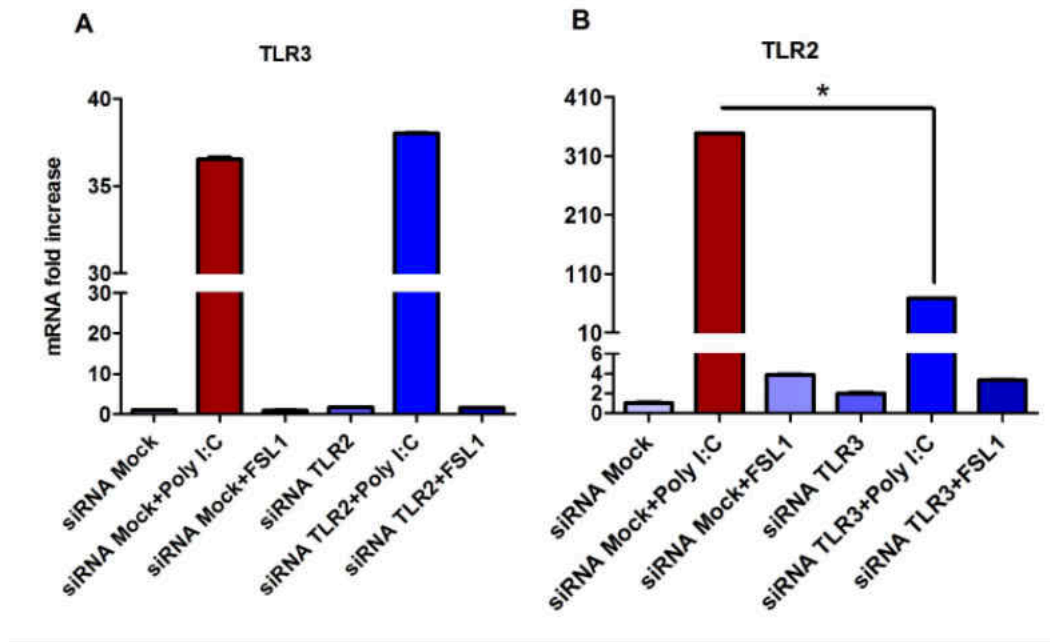 A
TLR3
mRNA fold increase
40
35
30
30
20
10
0
siRNA Mock
siRNA Mock+Poly I:C
siRNA Mock+FSL1
siRNA TLR2
siRNA TLR2+Poly I:C
siRNA TLR2+FSL1
B
TLR2
*
410
310
210
110
10
6
4
2
0
siRNA Mock
siRNA Mock+Poly I:C
siRNA Mock+FSL1
siRNA TLR3
siRNA TLR3+Poly I:C
siRNA TLR3+FSL1